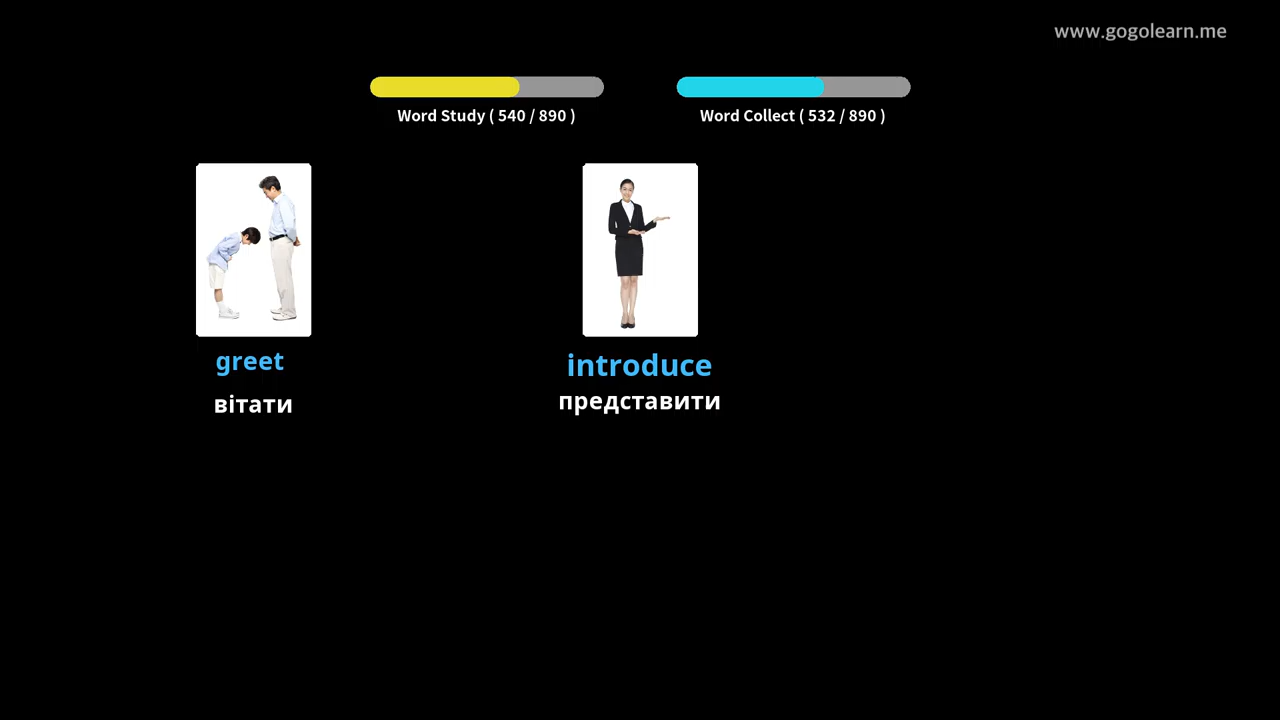 www.gogolearn.me
Word Study ( 540 / 890 )
Word Collect ( 532 / 890 )
greet
вітати
introduce
представити